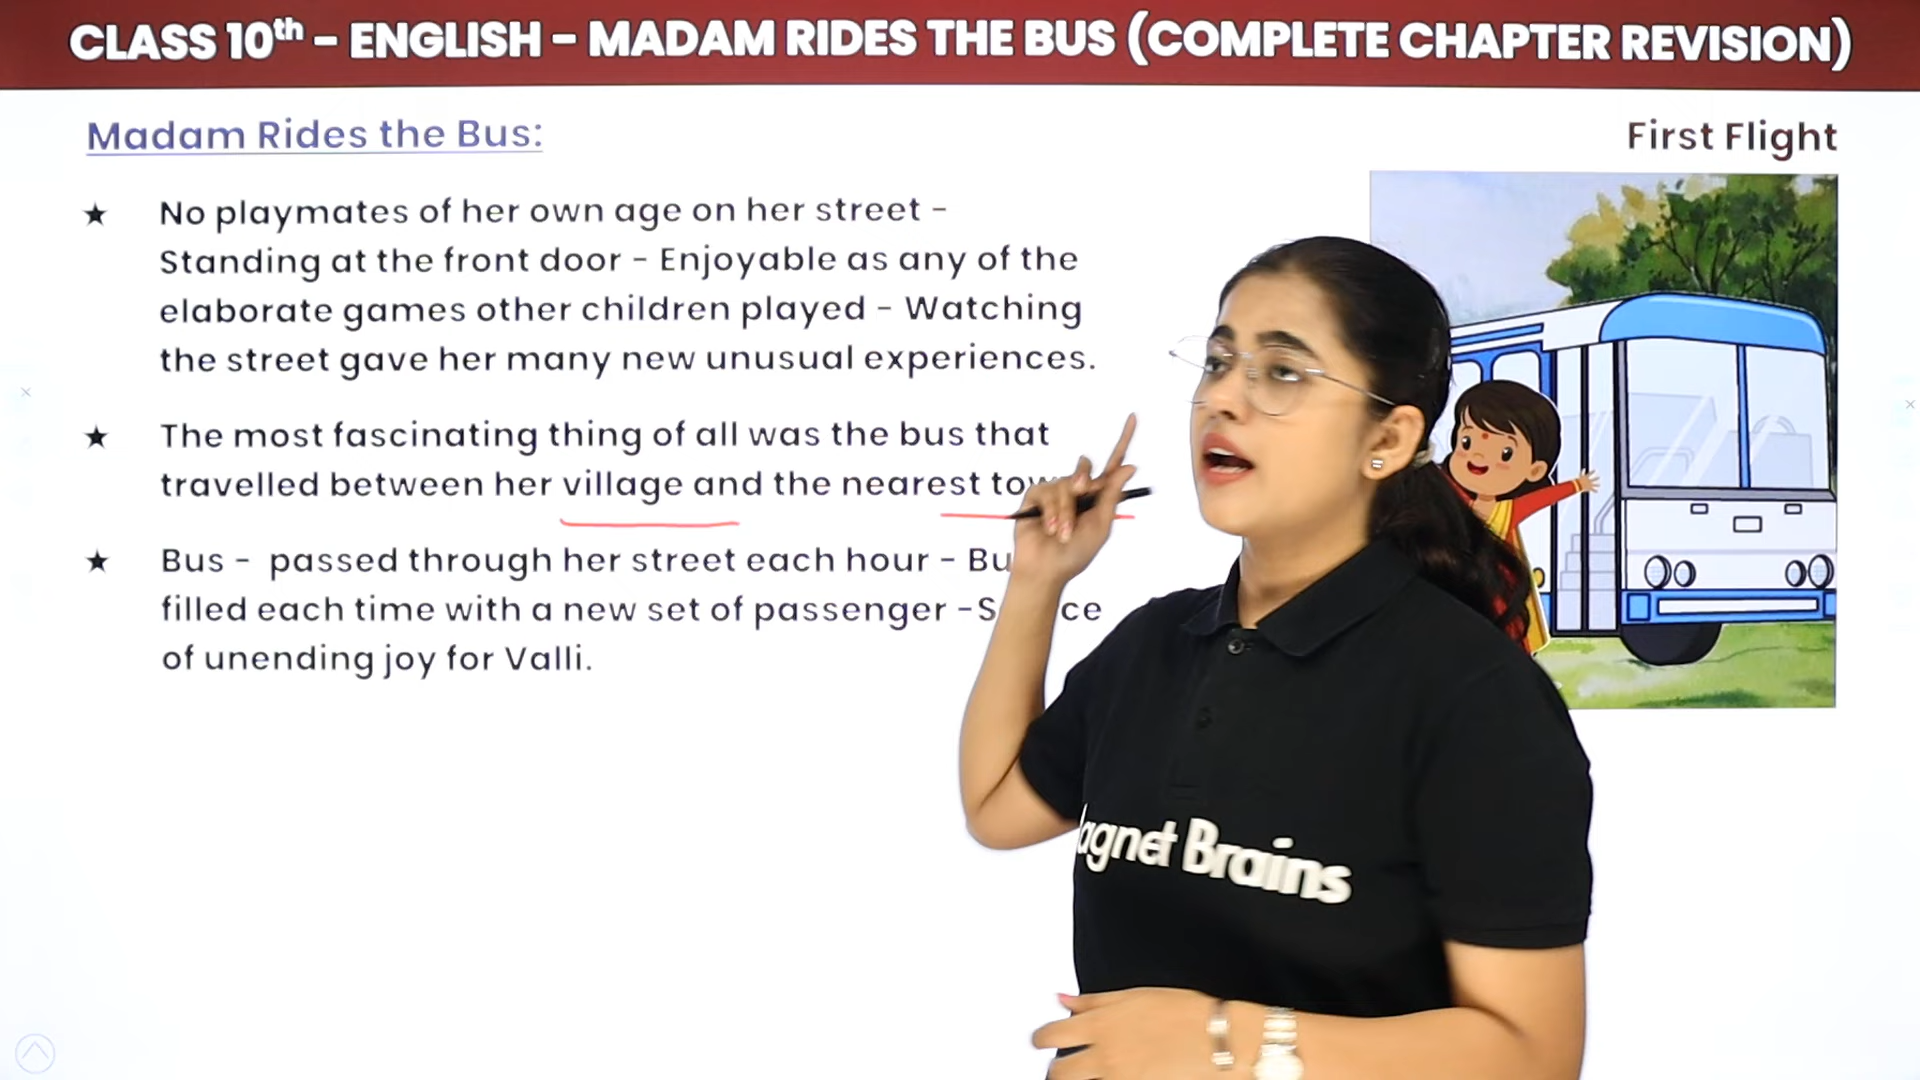 CLASS 10th - ENGLISH - MADAM RIDES THE BUS (COMPLETE CHAPTER REVISION)
Madam Rides the Bus:
First Flight
★ No playmates of her own age on her street -
Standing at the front door - Enjoyable as any of the
elaborate games other children played - Watching
the street gave her many new unusual experiences.
★ The most fascinating thing of all was the bus that
travelled between her village and the nearest
★ Bus - passed through her street each hour -
filled each time with a new set of passenger -
of unending joy for Valli.
Brains